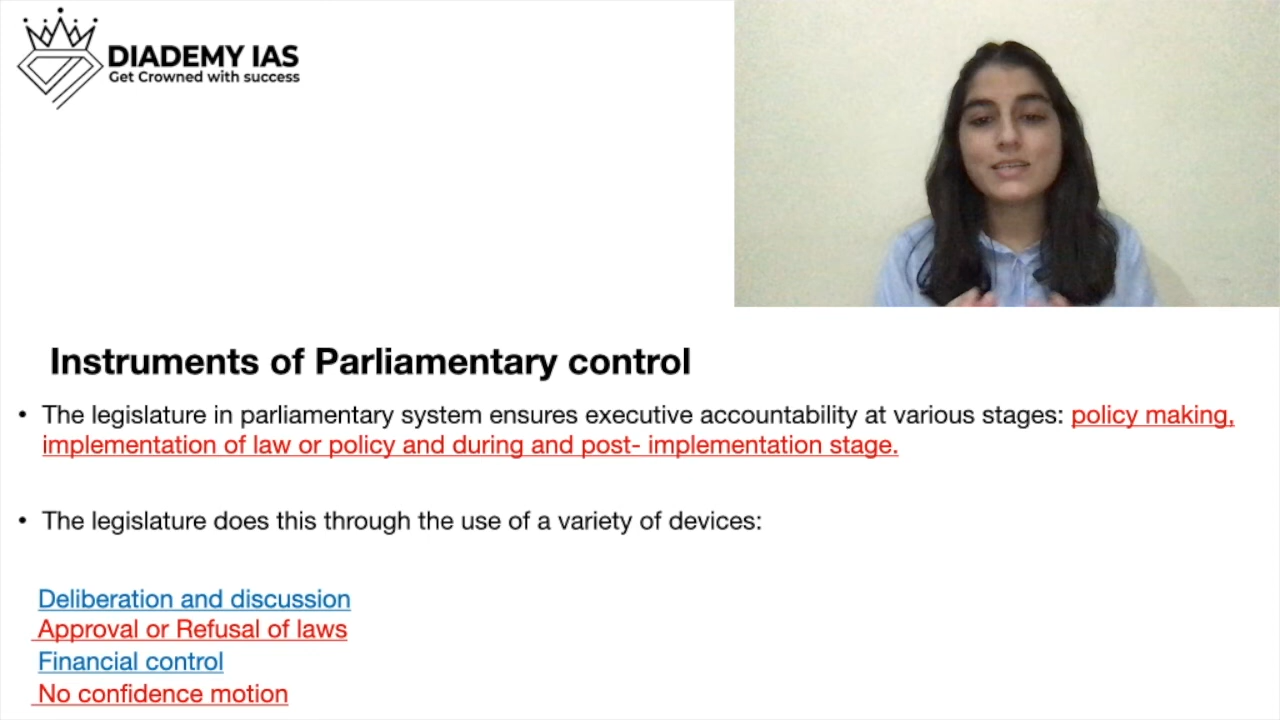 DIADEMY IAS
Get Crowned with success
Instruments of Parliamentary control
• The legislature in parliamentary system ensures executive accountability at various stages: policy making,
implementation of law or policy and during and post- implementation stage.
• The legislature does this through the use of a variety of devices:
Deliberation and discussion
Approval or Refusal of laws
Financial control
No confidence motion